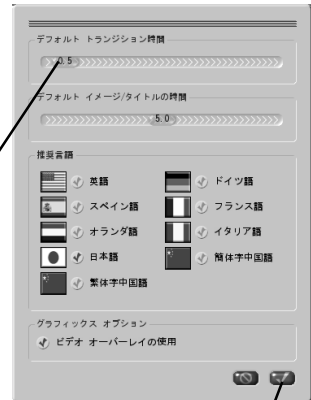 デフォルト トランジション時間
0.5
デフォルト イメージ/タイトルの時間
5.0
推奨言語
英語 ドイツ語
スペイン語 フランス語
オランダ語 イタリア語
日本語 簡体字中国語
繁体字中国語
グラフィックス オプション
ビデオ オーバーレイの使用